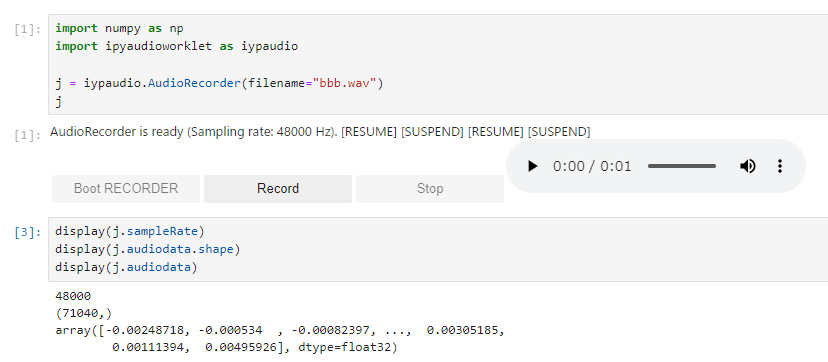 [1]: import numpy as np
import ipyaudioworklet as iypaudio
j = iypaudio.AudioRecorder(filename="bbb.wav")
j
[1]: AudioRecorder is ready (Sampling rate: 48000 Hz). [RESUME] [SUSPEND] [RESUME] [SUSPEND]
Boot RECORDER Record Stop 0:00 / 0:01
[3]: display(j.sampleRate)
display(j.audiodata.shape)
display(j.audiodata)
48000
(71040,)
array([-0.00248718, -0.000534  , -0.00082397, ...,  0.00305185,
        0.00111394,  0.00495926], dtype=float32)